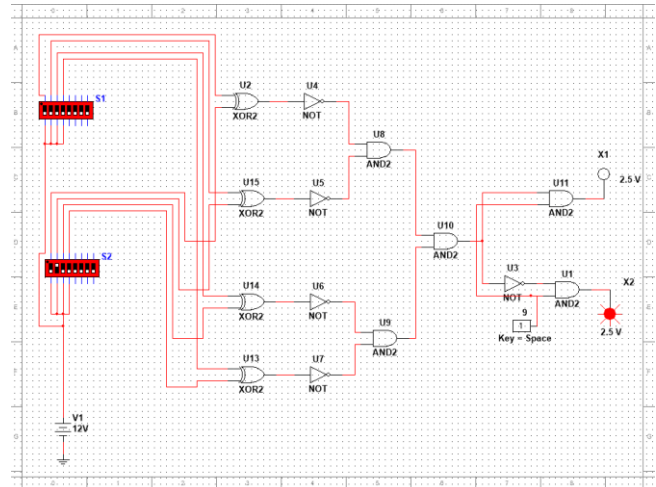 S1
U2
XOR2
U4
NOT
U8
AND2
U15
XOR2
U5
NOT
X1
2.5 V
U11
AND2
U10
AND2
S2
U14
XOR2
U6
NOT
U3
NOT
U1
AND2
X2
2.5 V
9
1
Key = Space
U9
AND2
U13
XOR2
U7
NOT
V1
12V